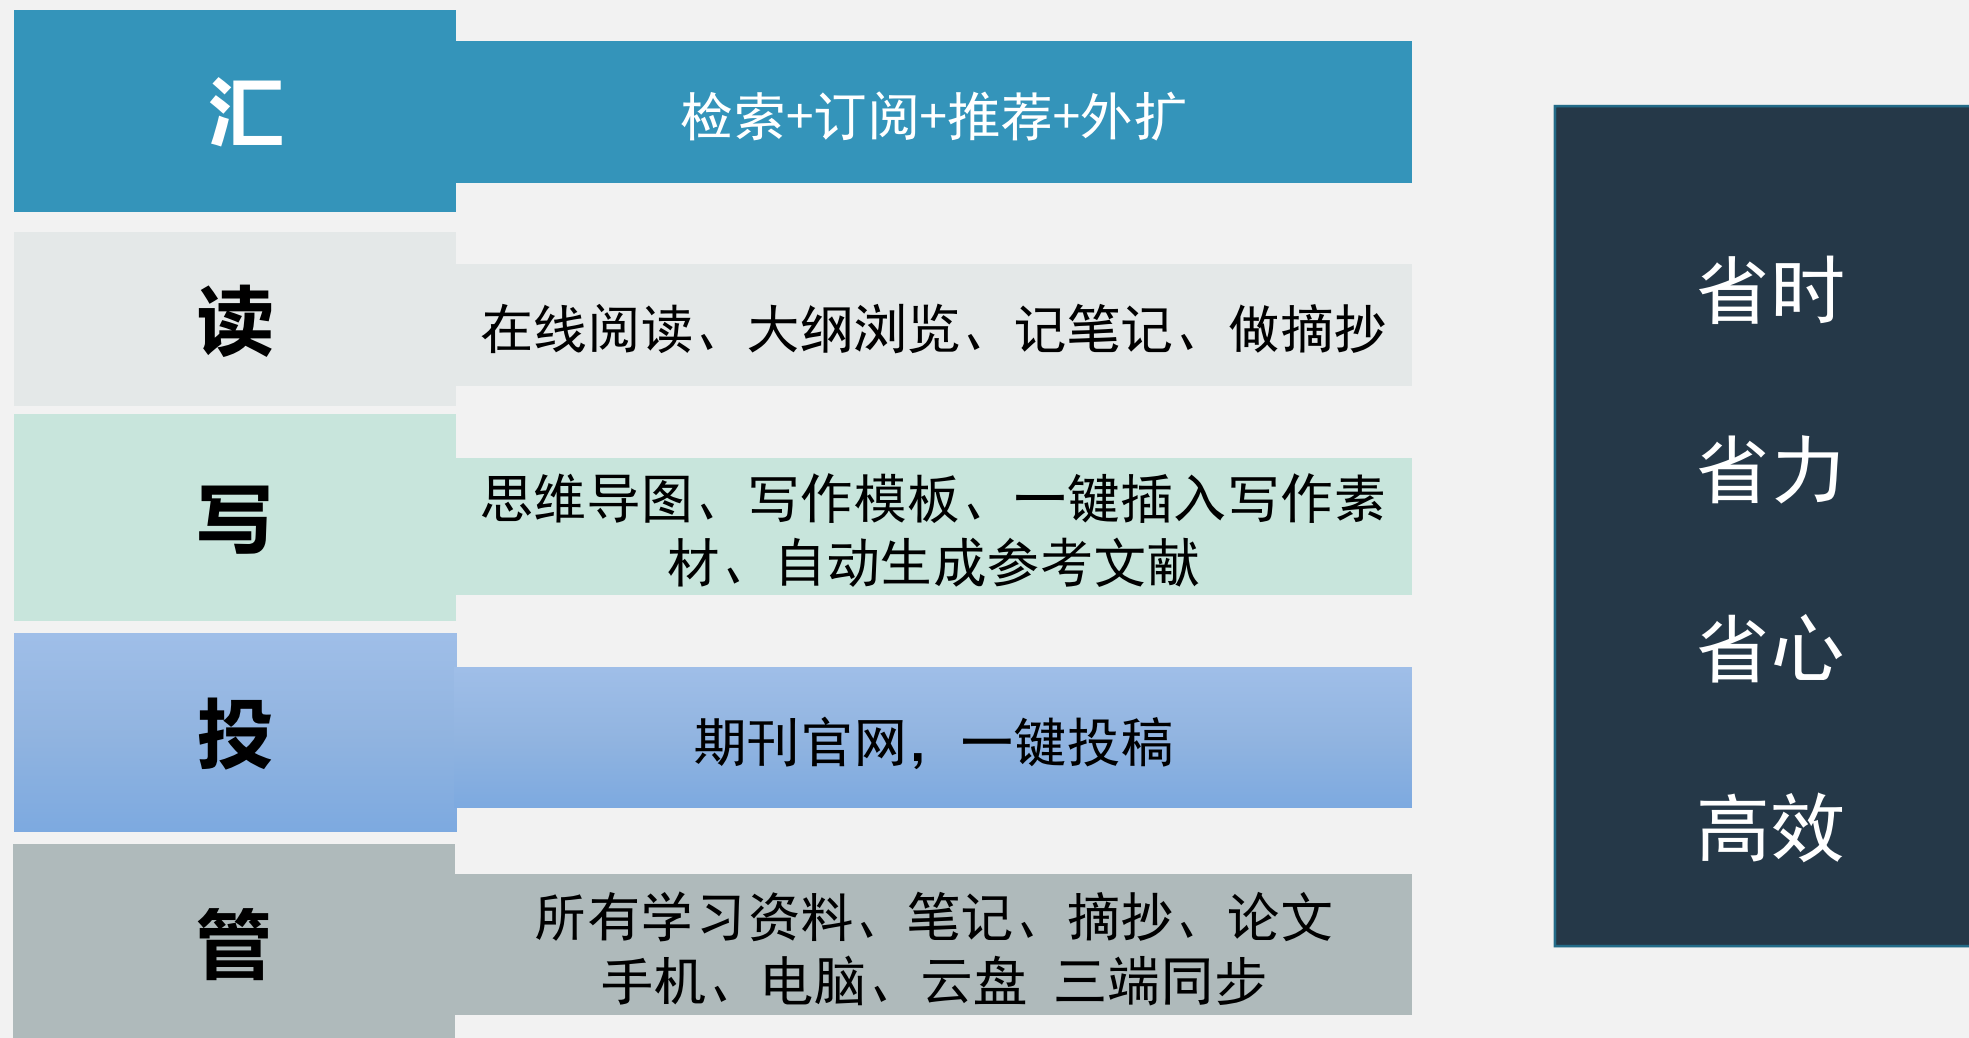 汇
检索+订阅+推荐+外扩
读
在线阅读、大纲浏览、记笔记、做摘抄
写
思维导图、写作模板、一键插入写作素
材、自动生成参考文献
投
期刊官网，一键投稿
管
所有学习资料、笔记、摘抄、论文
手机、电脑、云盘 三端同步
省时
省力
省心
高效